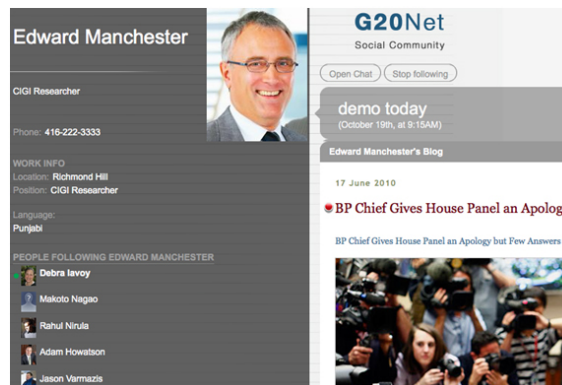 Edward Manchester
CIGI Researcher
Phone: 416-222-3333
WORK INFO
Location: Richmond Hill
Position: CIGI Researcher
Language:
Punjabi
PEOPLE FOLLOWING EDWARD MANCHESTER
Debra lavoy
Makoto Nagao
Rahul Nirula
Adam Howatson
Jason Varmazis
G20Net
Social Community
Open Chat
Stop following
demo today
(October 19th, at 9:15AM)
Edward Manchester's Blog
17 June 2010
BP Chief Gives House Panel an Apolog
BP Chief Gives House Panel an Apology but Few Answers